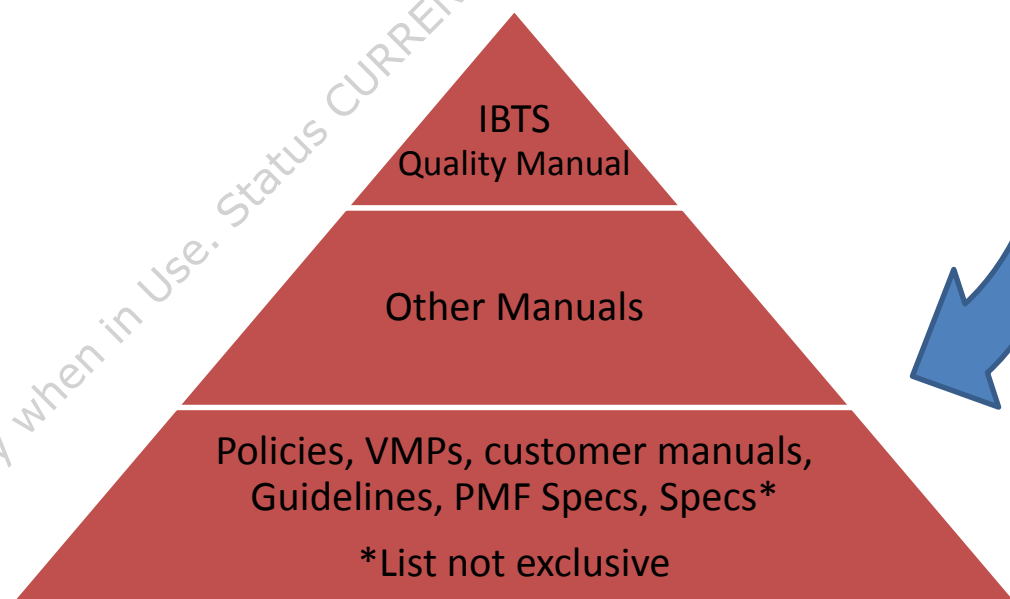 IBTS
Quality Manual
Other Manuals
Policies, VMPs, customer manuals,
Guidelines, PMF Specs, Specs*
*List not exclusive
when in Use. Status